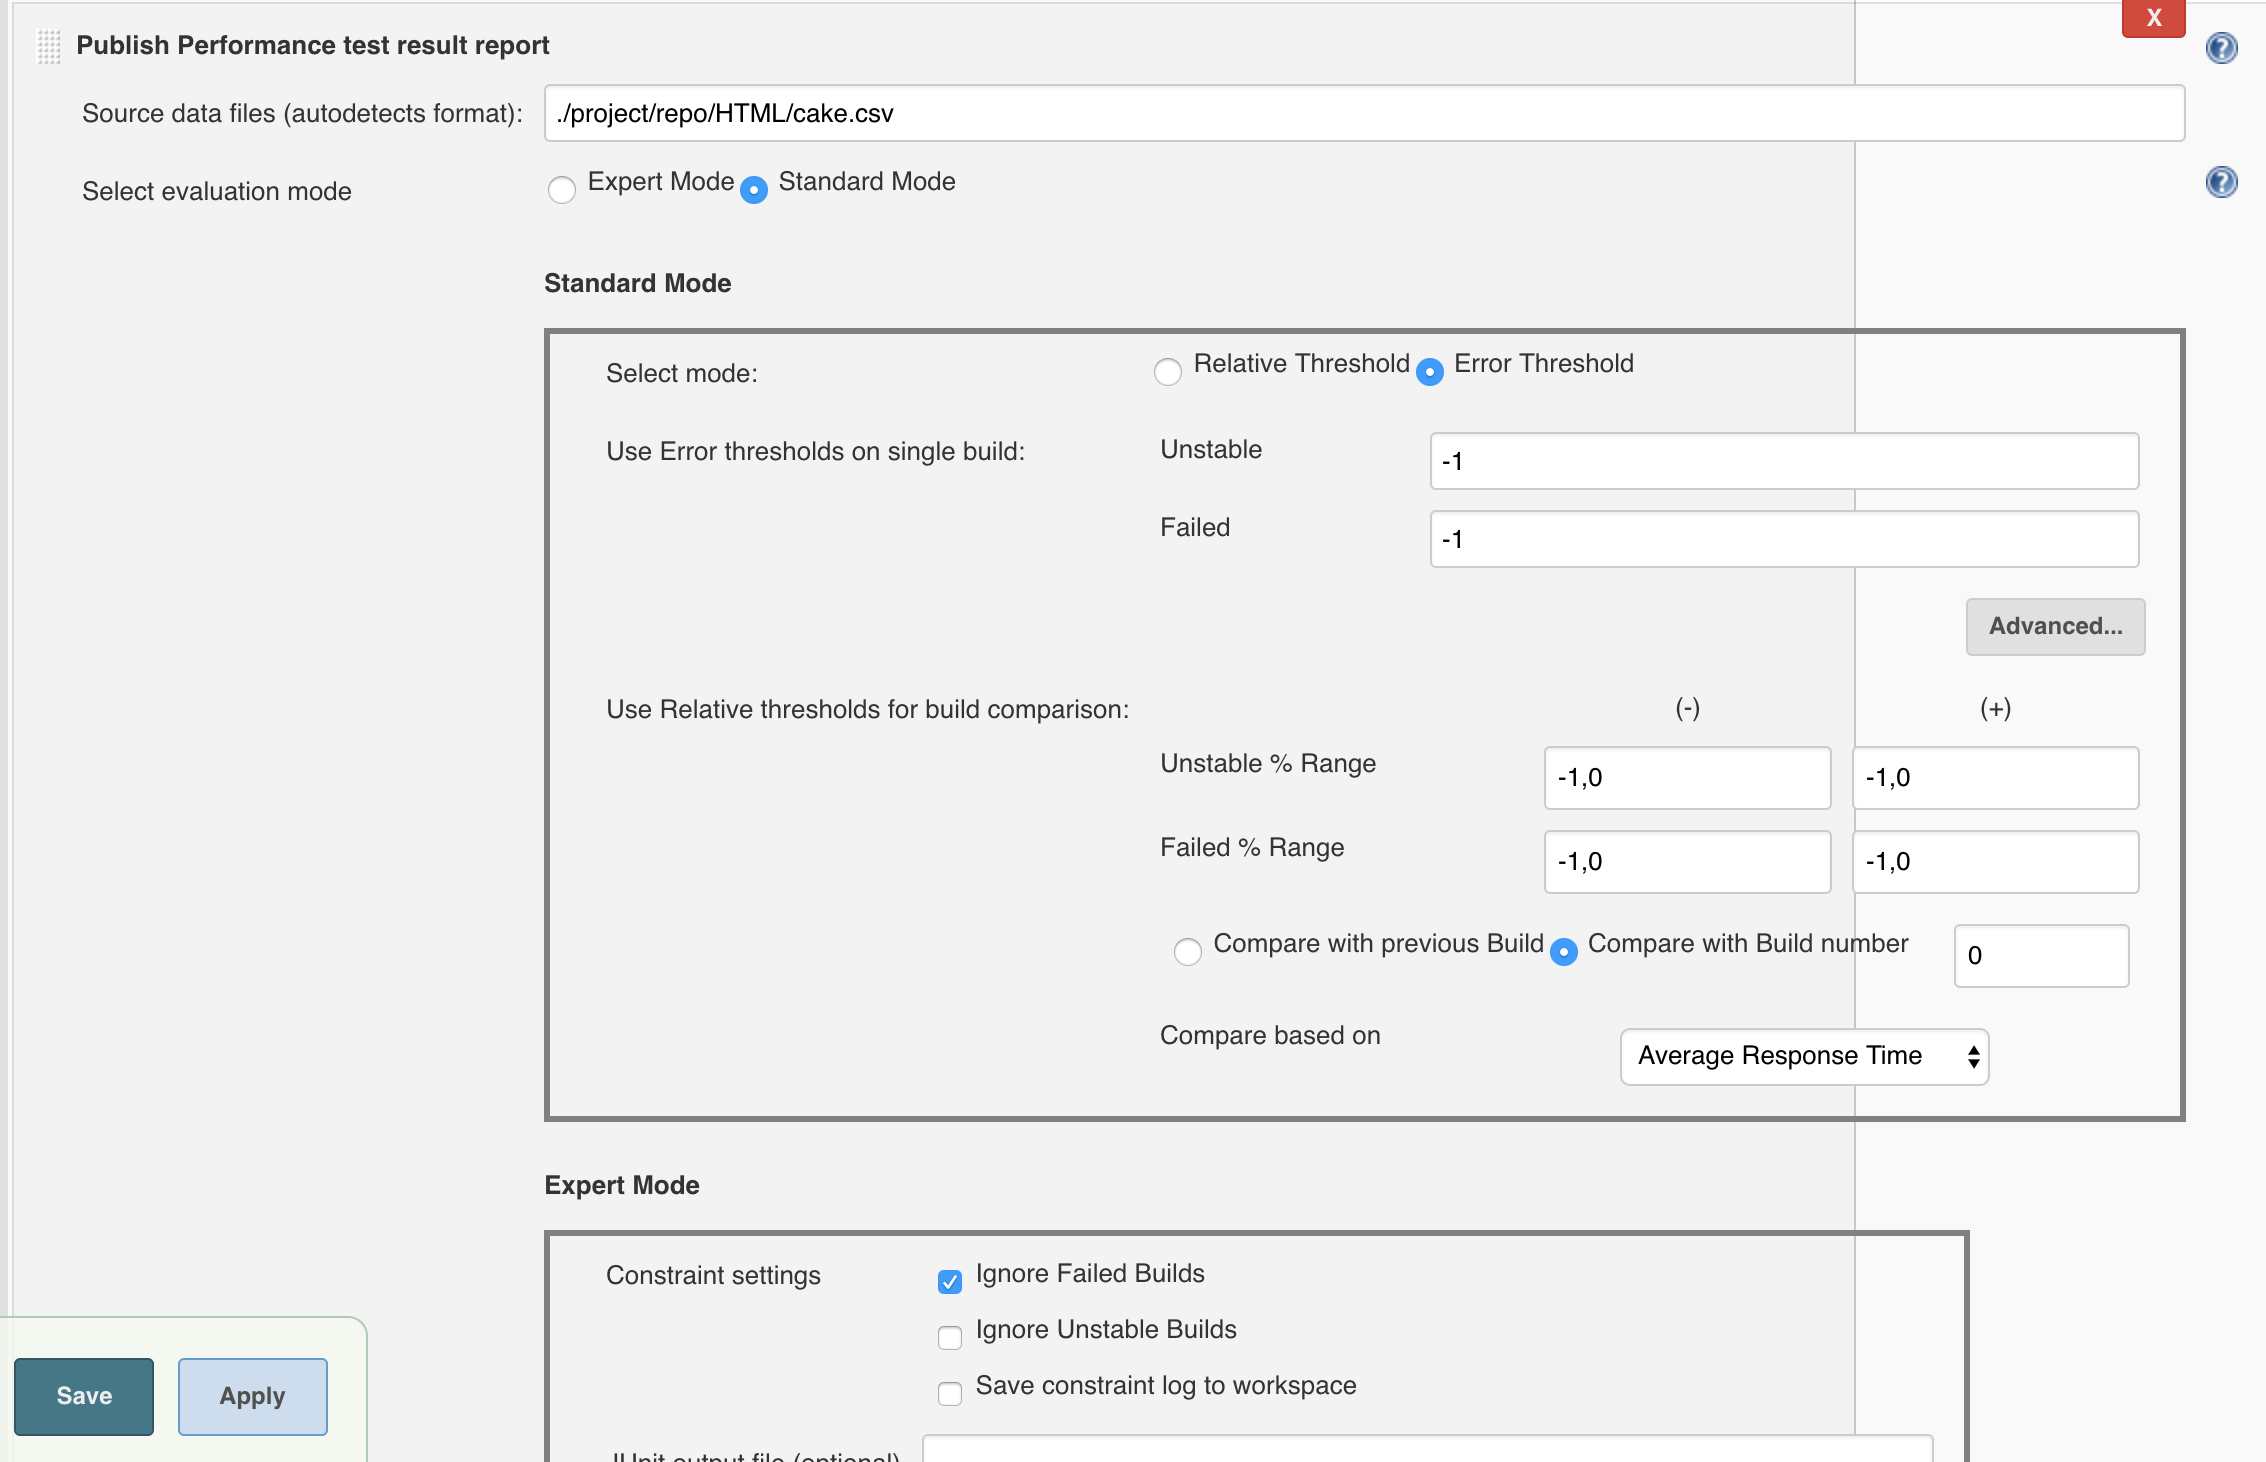 X
Publish Performance test result report
Source data files (autodetects format): ./project/repo/HTML/cake.csv
Select evaluation mode Expert Mode Standard Mode
Standard Mode
Select mode: Relative Threshold Error Threshold
Use Error thresholds on single build: Unstable -1
Failed -1
Advanced...
Use Relative thresholds for build comparison: (-) (+)
Unstable % Range -1,0 -1,0
Failed % Range -1,0 -1,0
Compare with previous Build Compare with Build number 0
Compare based on Average Response Time
Expert Mode
Constraint settings Ignore Failed Builds
Ignore Unstable Builds
Save constraint log to workspace
Save Apply
JUnit output file (optional)